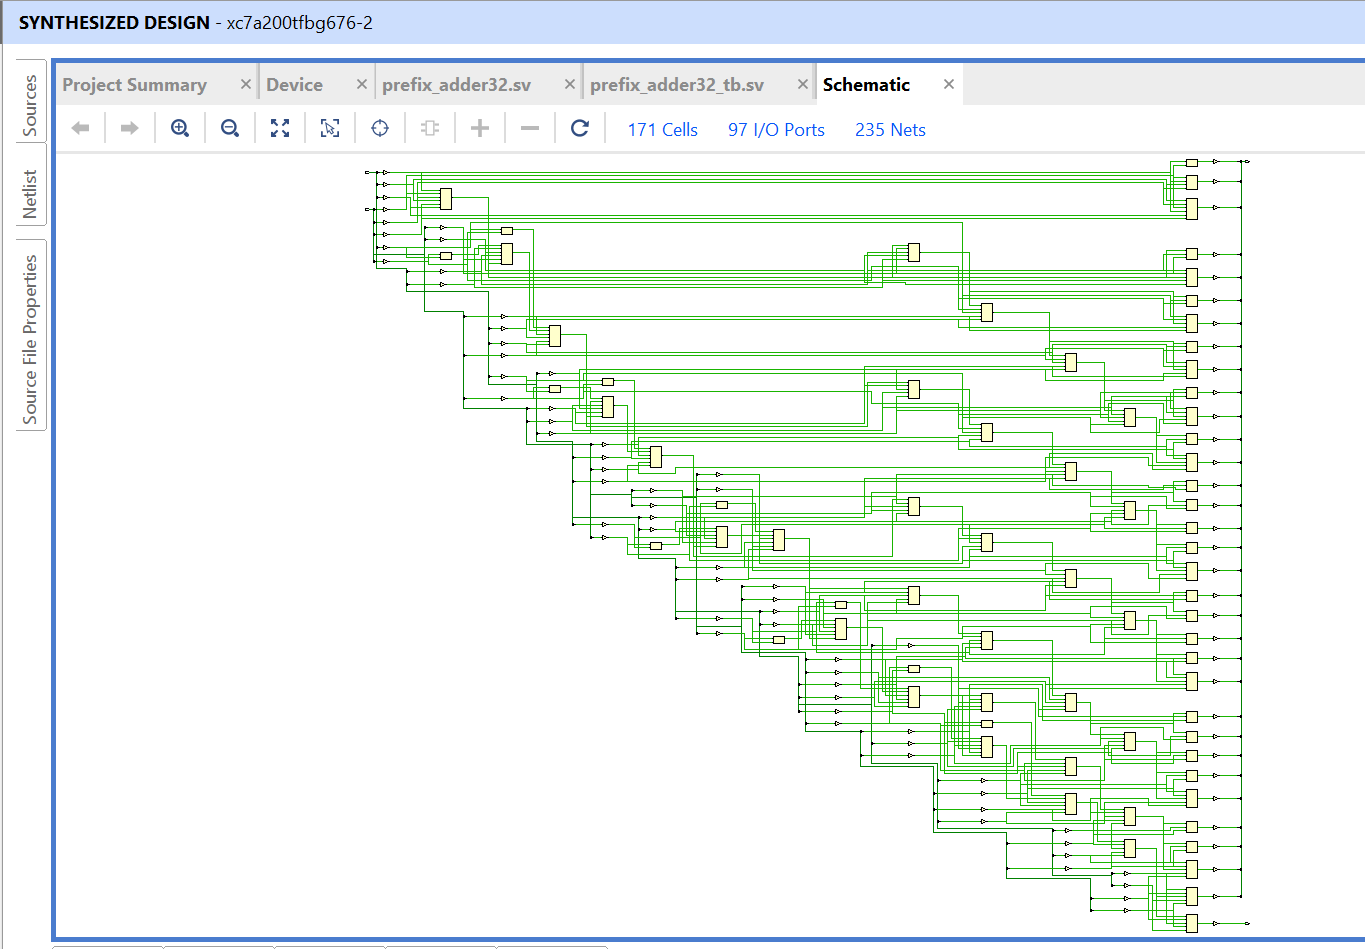 SYNTHESIZED DESIGN - xc7a200tfbg676-2
Sources
Netlist
Source File Properties
Project Summary × Device × prefix_adder32.sv × prefix_adder32_tb.sv × Schematic ×
171 Cells 97 I/O Ports 235 Nets